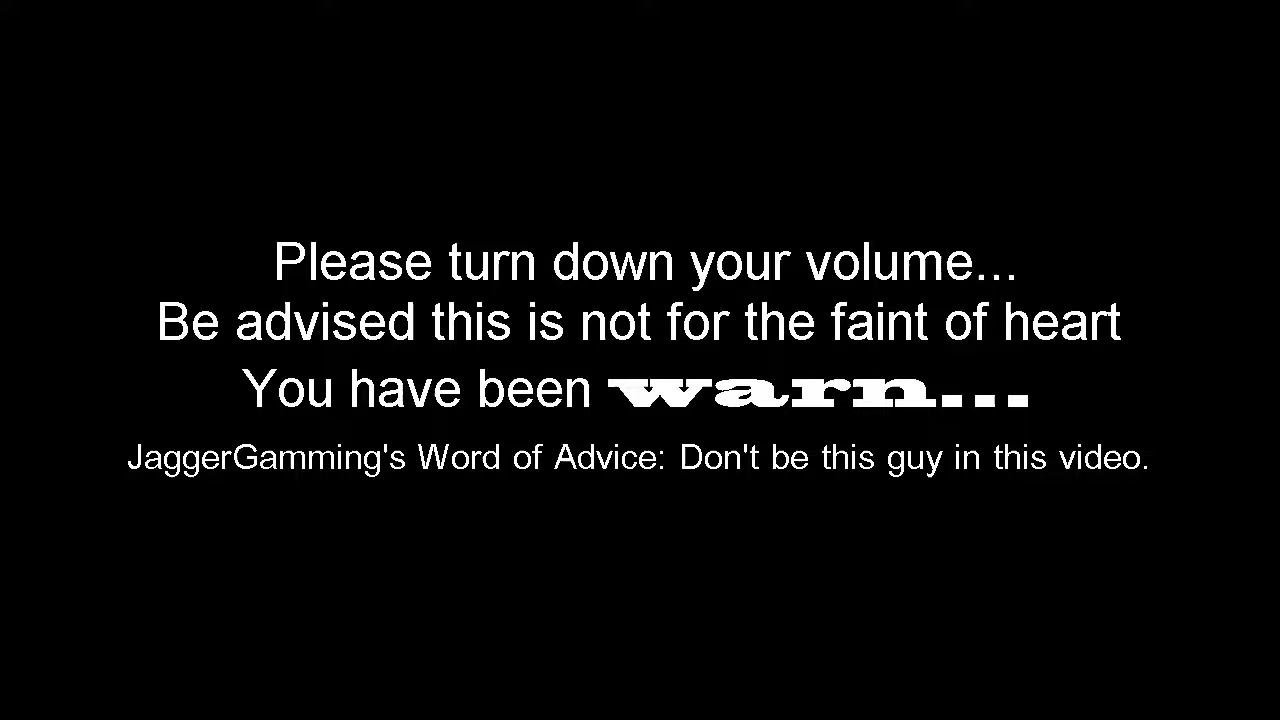 Please turn down your volume...
Be advised this is not for the faint of heart
You have been warn...
JaggerGamming's Word of Advice: Don't be this guy in this video.